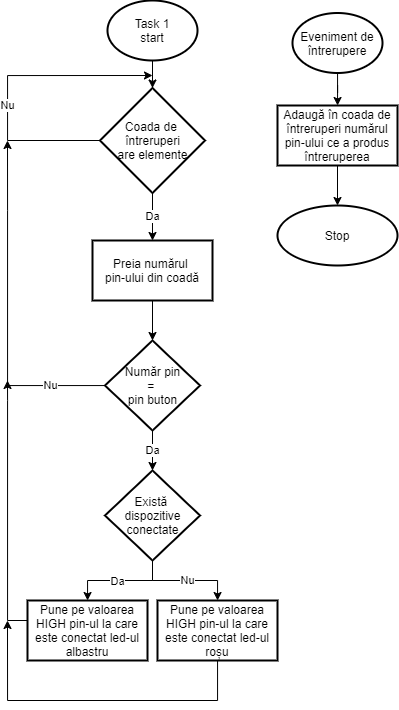 Task 1
start
Nu
Coada de
întreruperi
are elemente
Da
Preia numărul
pin-ului din coadă
Număr pin
=
pin buton
Nu
Da
Există
dispozitive
conectate
Da
Nu
Pune pe valoarea
HIGH pin-ul la care
este conectat led-ul
albastru
Pune pe valoarea
HIGH pin-ul la care
este conectat led-ul
roșu
Eveniment de
întrerupere
Adaugă în coada de
întreruperi numărul
pin-ului ce a produs
întreruperea
Stop